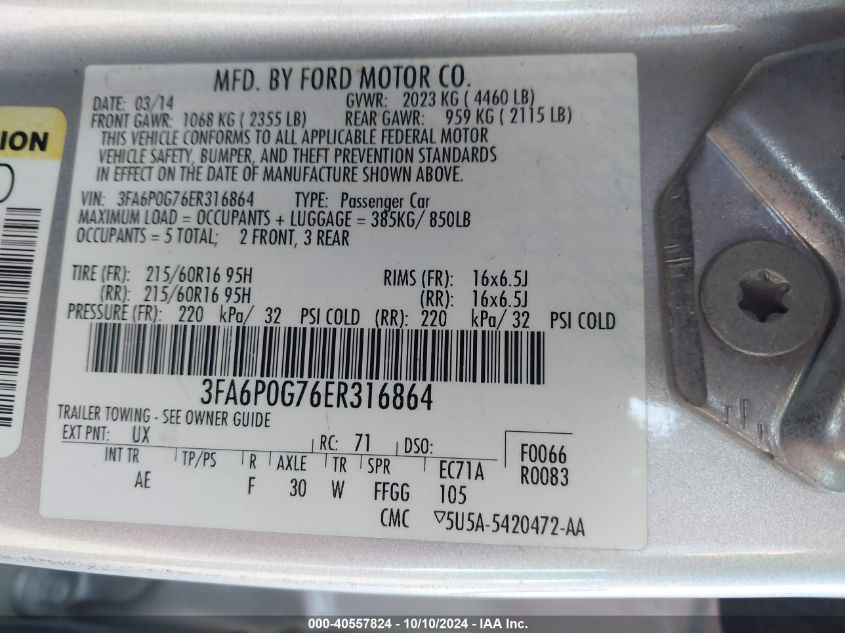 MFD. BY FORD MOTOR CO.
DATE: 03/14 GVWR: 2023 KG ( 4460 LB)
FRONT GAWR: 1068 KG ( 2355 LB) REAR GAWR: 959 KG ( 2115 LB)
THIS VEHICLE CONFORMS TO ALL APPLICABLE FEDERAL MOTOR
VEHICLE SAFETY, BUMPER, AND THEFT PREVENTION STANDARDS
IN EFFECT ON THE DATE OF MANUFACTURE SHOWN ABOVE.
VIN: 3FA6P0G76ER316864 TYPE: Passenger Car
MAXIMUM LOAD = OCCUPANTS + LUGGAGE = 385KG/ 850LB
OCCUPANTS = 5 TOTAL; 2 FRONT, 3 REAR
TIRE (FR): 215/60R16 95H RIMS (FR): 16x6.5J
(RR): 215/60R16 95H (RR): 16x6.5J
PRESSURE (FR): 220 kPa/ 32 PSI COLD (RR): 220 kPa/ 32 PSI COLD
3FA6P0G76ER316864
TRAILER TOWING - SEE OWNER GUIDE
EXT PNT: UX RC: 71 DSO: F0066
INT TR TP/PS R AXLE TR SPR EC71A R0083
AE F 30 W FFGG 105
CMC ▽5U5A-5420472-AA
ION
000-40557824 / 10/10/2024 - IAA Inc.